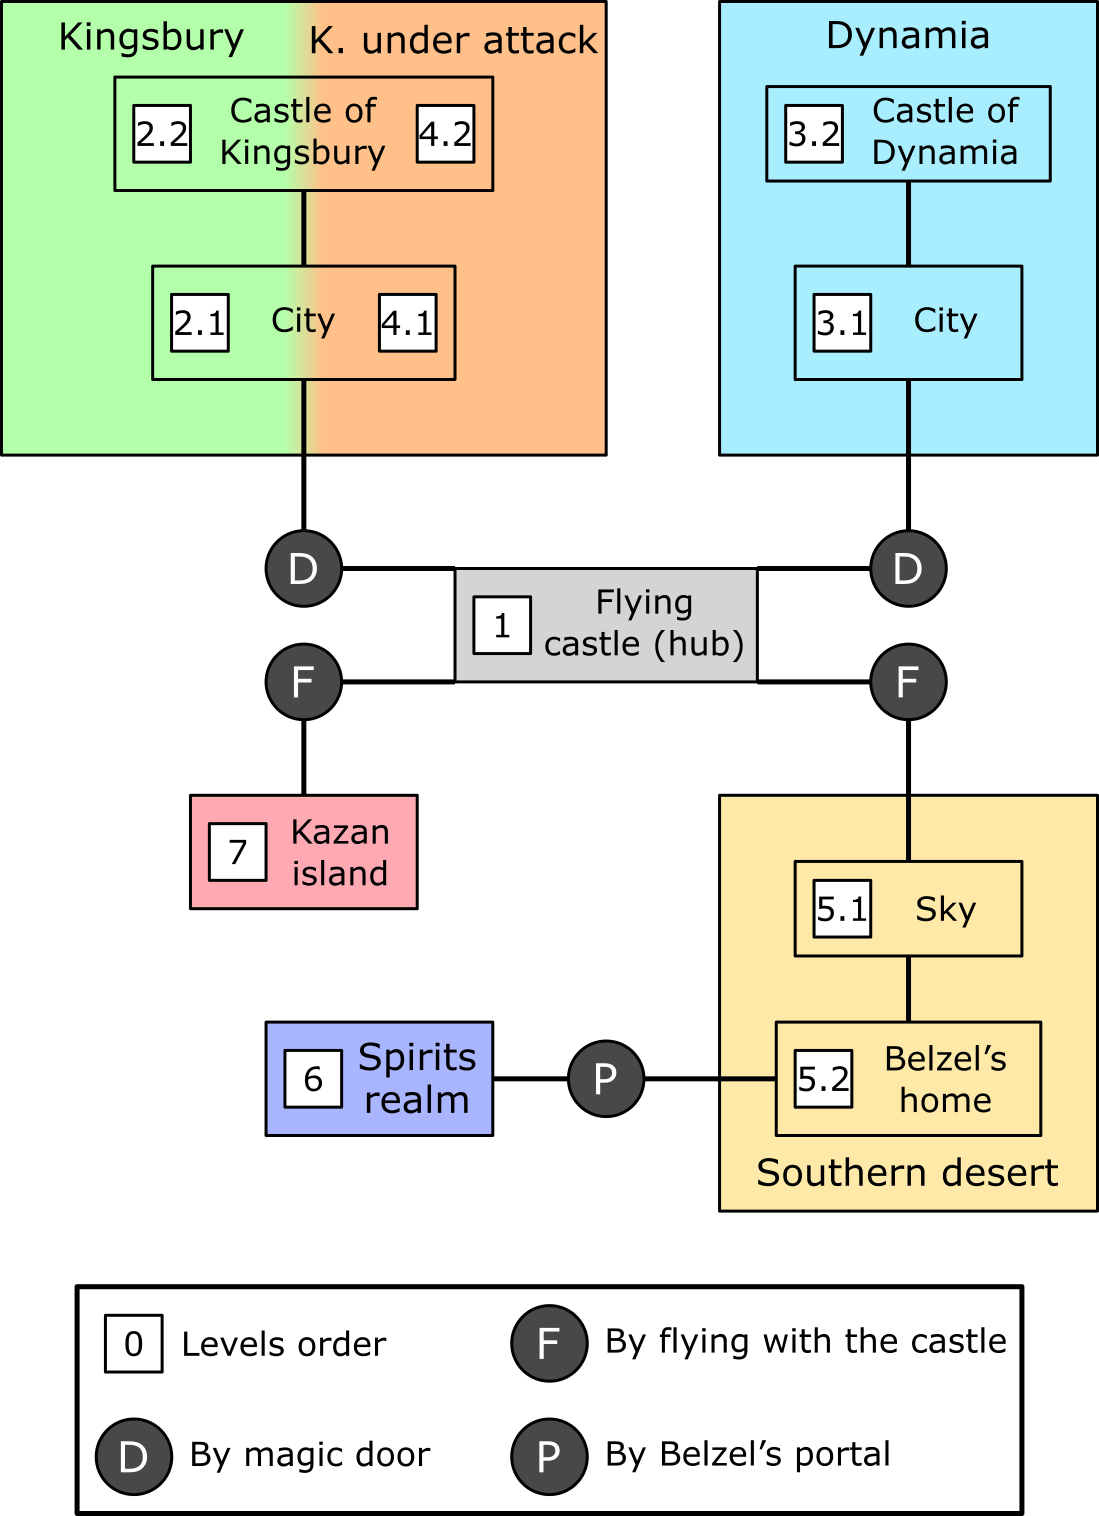 Kingsbury
K. under attack
2.2
Castle of
Kingsbury
4.2
2.1
City
4.1
Dynamia
3.2
Castle of
Dynamia
3.1
City
D
D
1
Flying
castle (hub)
F
F
7
Kazan
island
5.1
Sky
6
Spirits
realm
P
5.2
Belzel’s
home
Southern desert
0
Levels order
F
By flying with the castle
D
By magic door
P
By Belzel’s portal